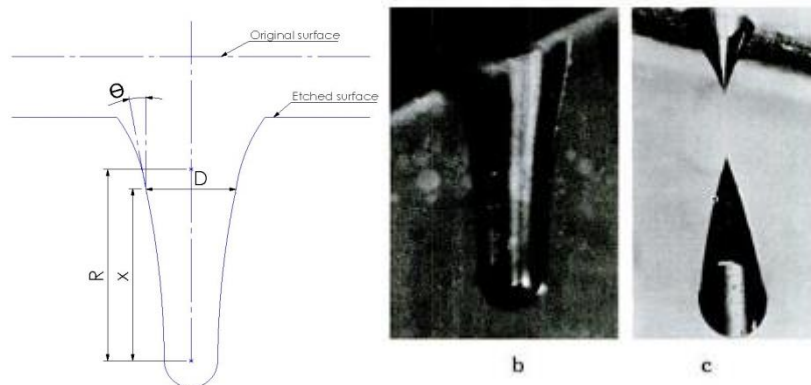 Original surface
Θ
Etched surface
D
R
X
b
c